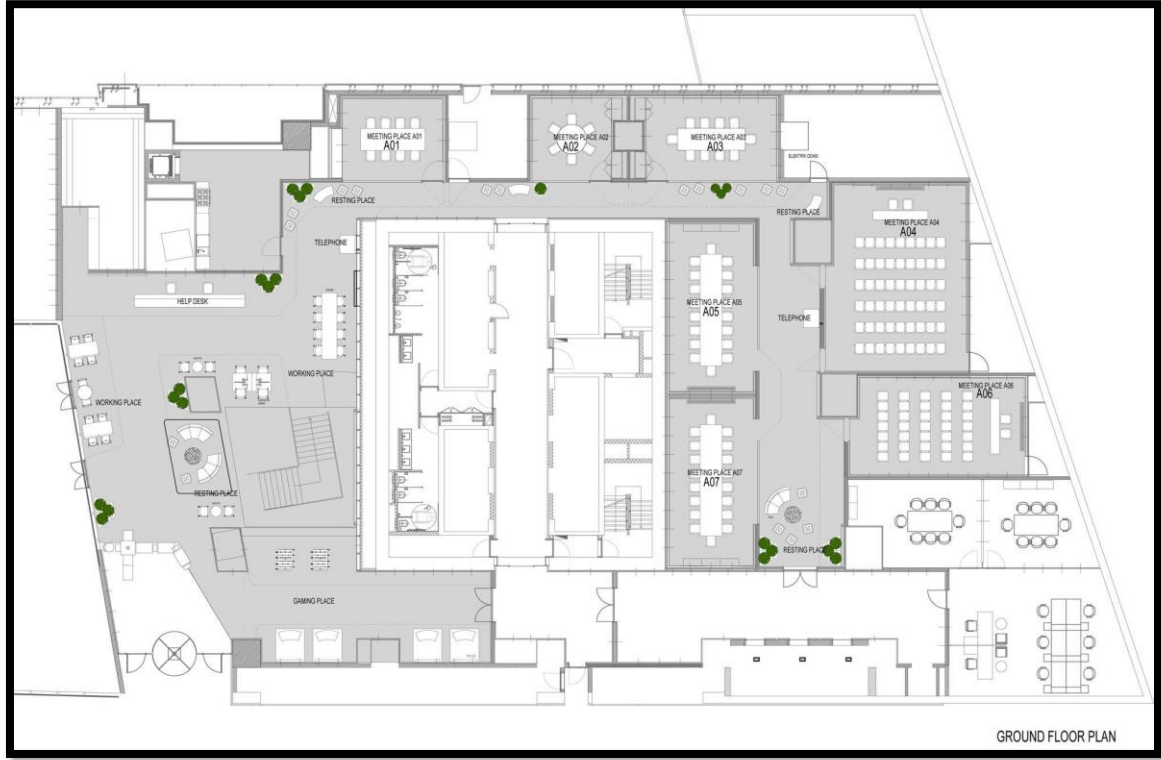 MEETING PLACE A01
A01
MEETING PLACE A02
A02
MEETING PLACE A03
A03
ELEKTRİK ODASI
RESTING PLACE
RESTING PLACE
MEETING PLACE A04
A04
TELEPHONE
HELP DESK
MEETING PLACE A05
A05
TELEPHONE
WORKING PLACE
WORKING PLACE
MEETING PLACE A06
A06
MEETING PLACE A07
A07
RESTING PLACE
RESTING PLACE
GAMING PLACE
GROUND FLOOR PLAN